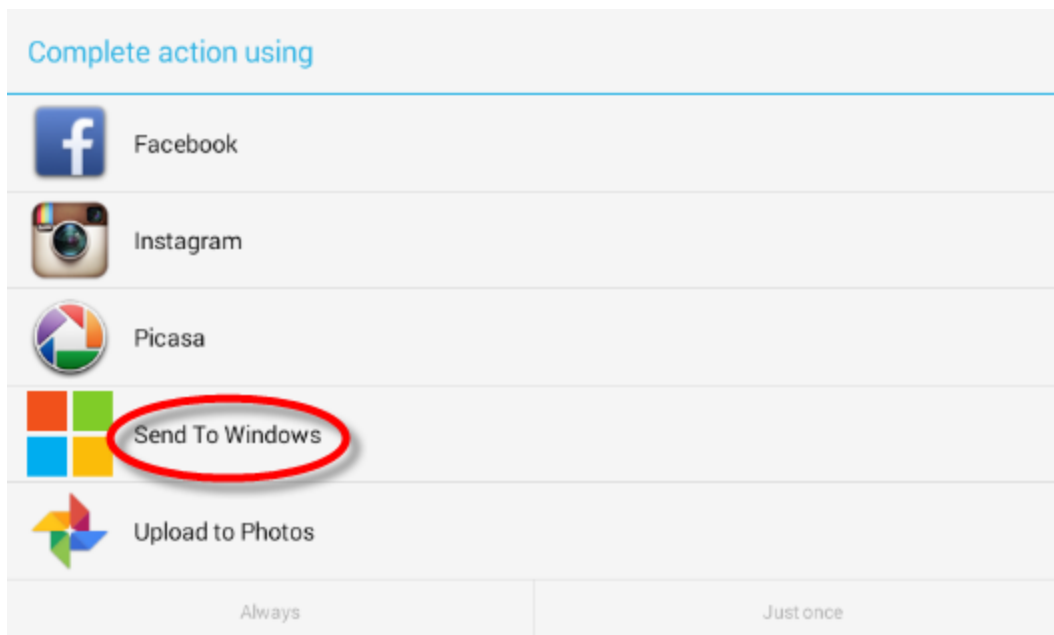 Complete action using
Facebook
Instagram
Picasa
Send To Windows
Upload to Photos
Always
Just once